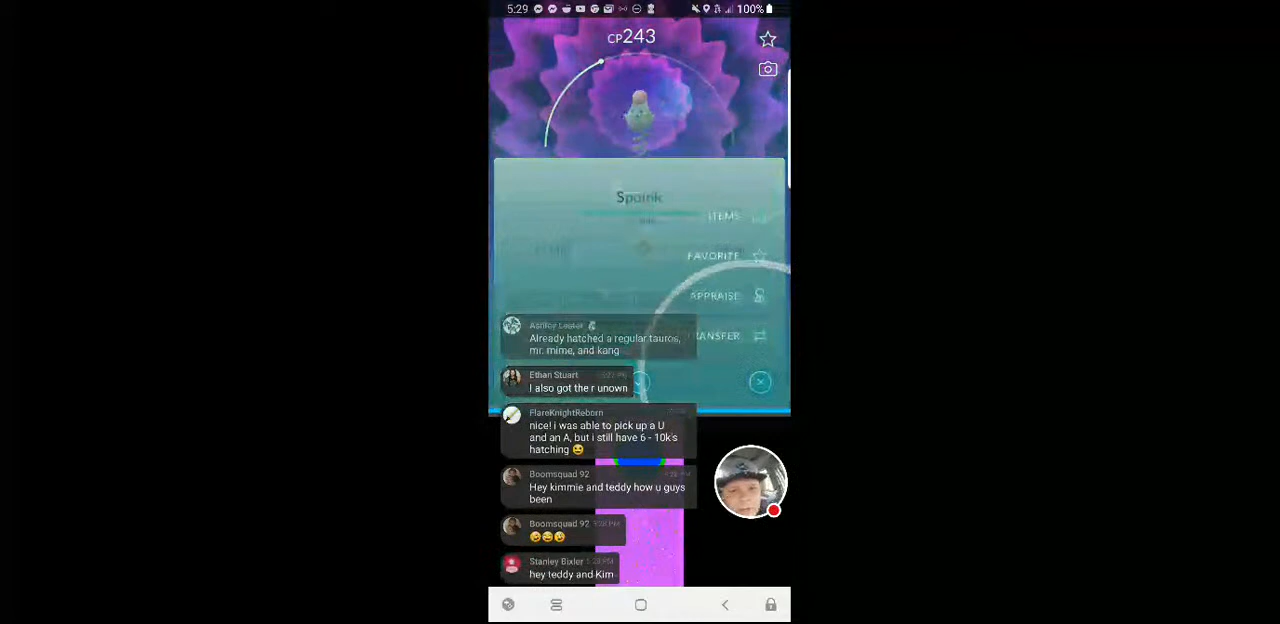 5:29
100%
CP243
Spoink
ITEMS
FAVORITE
APPRAISE
TRANSFER
Already hatched a regular tauros,
mr. mime, and kang
Ethan Stuart
I also got the r unown
FlareKnightReborn
nice! i was able to pick up a U
and an A, but i still have 6 - 10k's
hatching 😆
Boomsquad 92
Hey kimmie and teddy how u guys
been
Boomsquad 92
🤣😂🤣
Stanley Bixler
hey teddy and Kim